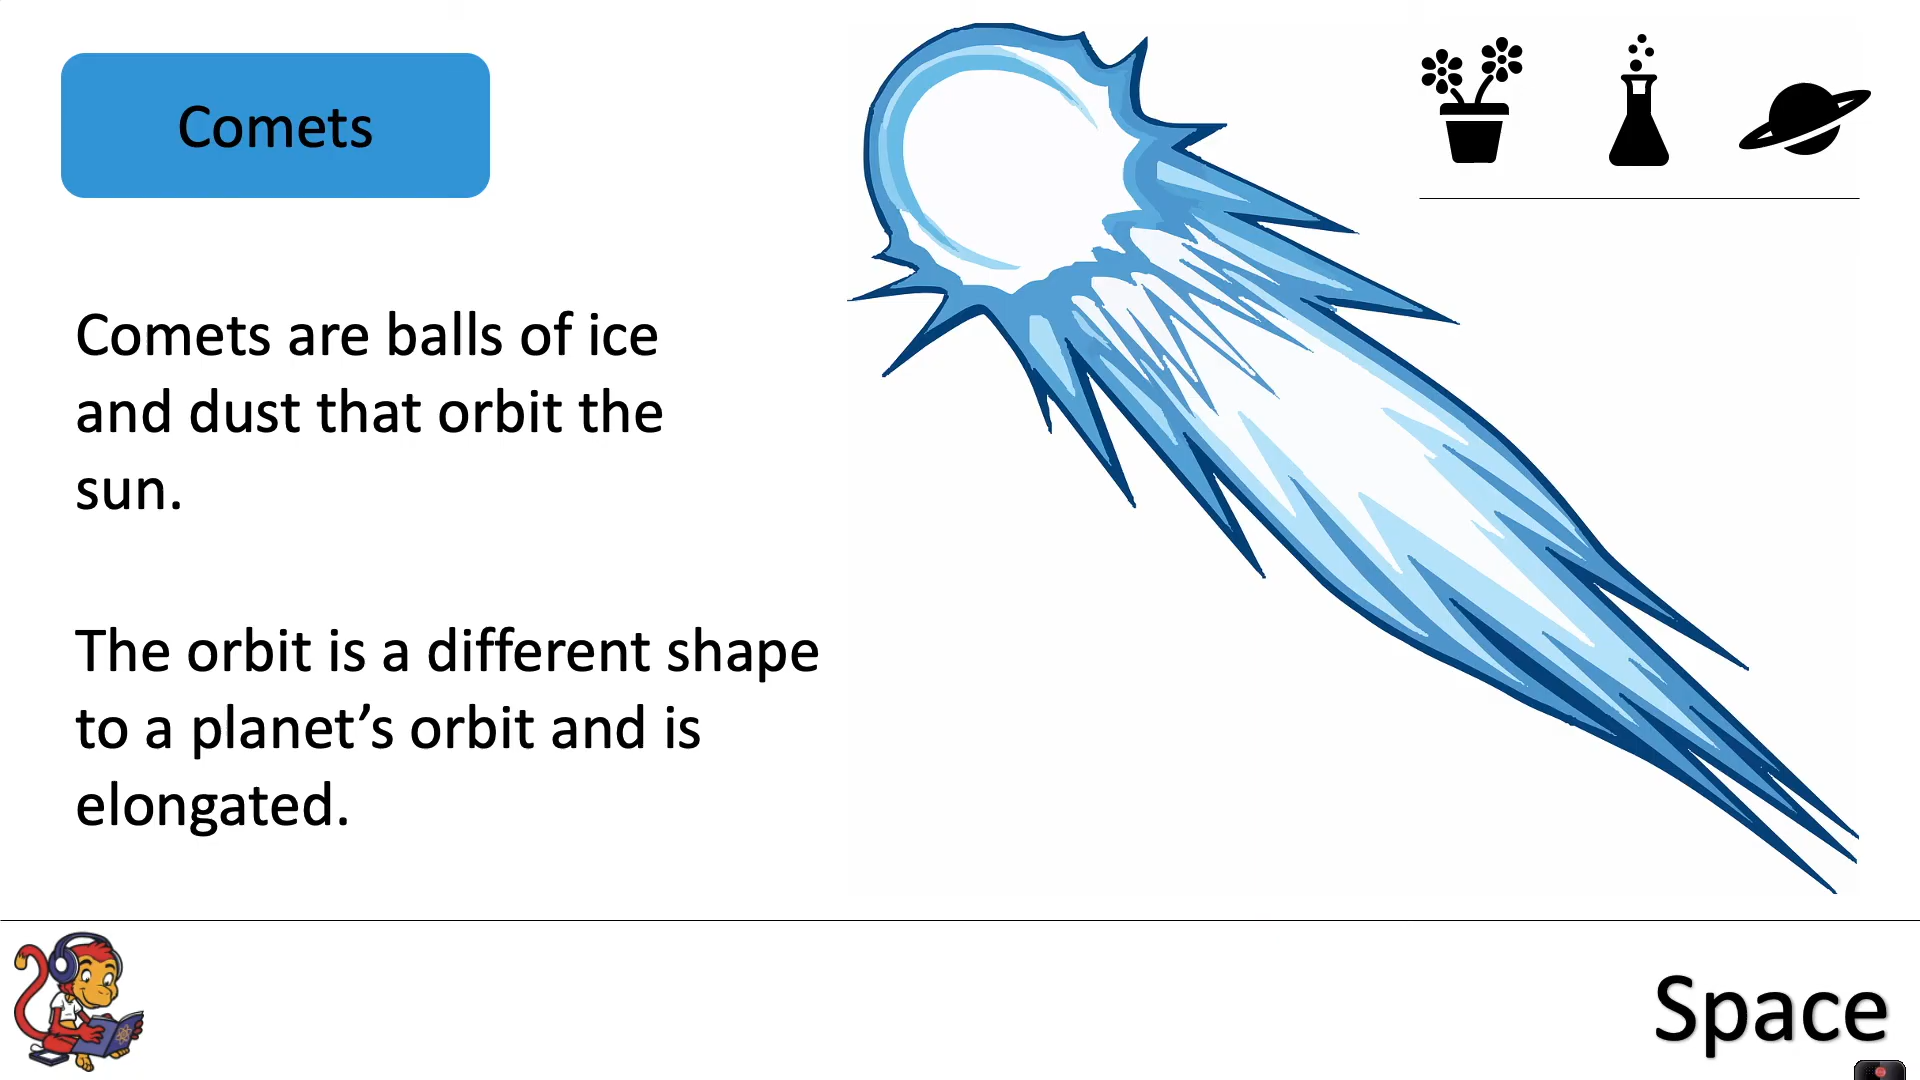 Comets
Comets are balls of ice
and dust that orbit the
sun.
The orbit is a different shape
to a planet’s orbit and is
elongated.
Space